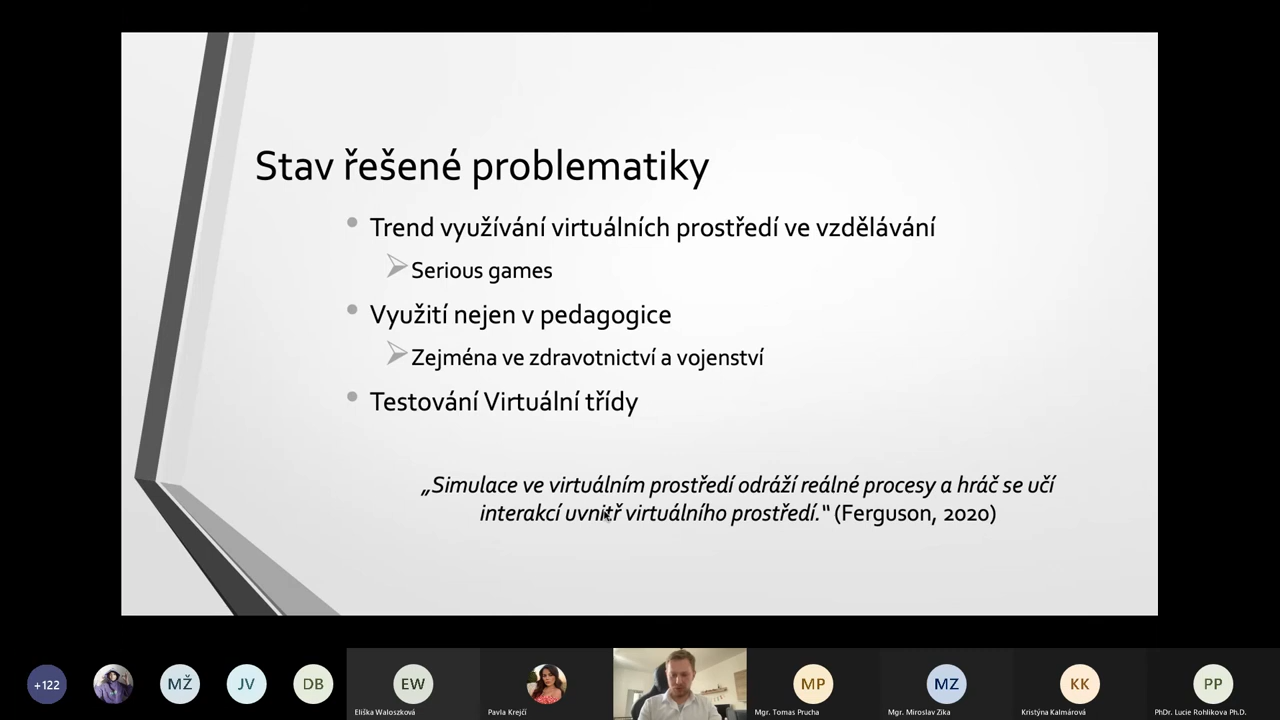 Stav řešené problematiky
Trend využívání virtuálních prostředí ve vzdělávání
Serious games
Využití nejen v pedagogice
Zejména ve zdravotnictví a vojenství
Testování Virtuální třídy
„Simulace ve virtuálním prostředí odráží reálné procesy a hráč se učí
interakcí uvnitř virtuálního prostředí.“ (Ferguson, 2020)
+122
MŽ
JV
DB
EW
MP
MZ
KK
PP
Eliška Waloszková
Pavla Krejčí
Mgr. Tomas Prucha
Mgr. Miroslav Zíka
Kristýna Kalmárová
PhDr. Lucie Rohlíkova Ph.D.